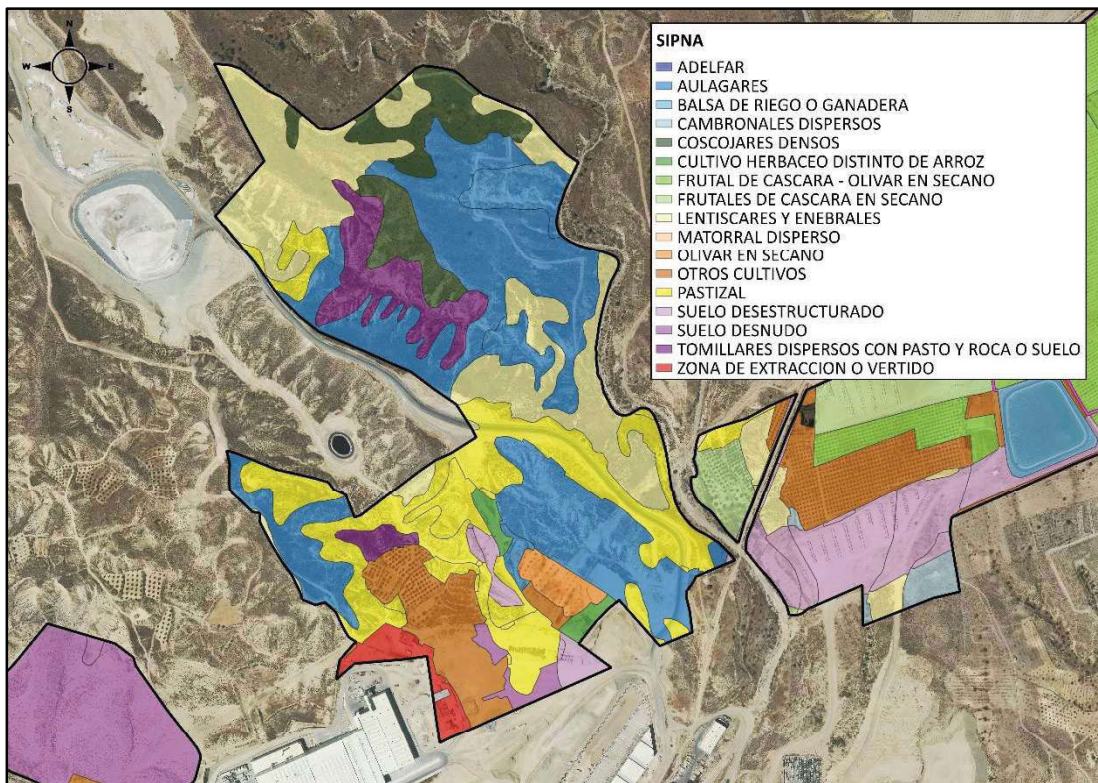 N
W E
S
SIPNA
ADELFAR
AULAGARES
BALSA DE RIEGO O GANADERA
CAMBRONALES DISPERSOS
COSCOJARES DENSOS
CULTIVO HERBACEO DISTINTO DE ARROZ
FRUTAL DE CASCARA - OLIVAR EN SECANO
FRUTALES DE CASCARA EN SECANO
LENTISCARES Y ENEBRALES
MATORRAL DISPERSO
OLIVAR EN SECANO
OTROS CULTIVOS
PASTIZAL
SUELO DESESTRUCTURADO
SUELO DESNUDO
TOMILLARES DISPERSOS CON PASTO Y ROCA O SUELO
ZONA DE EXTRACCION O VERTIDO